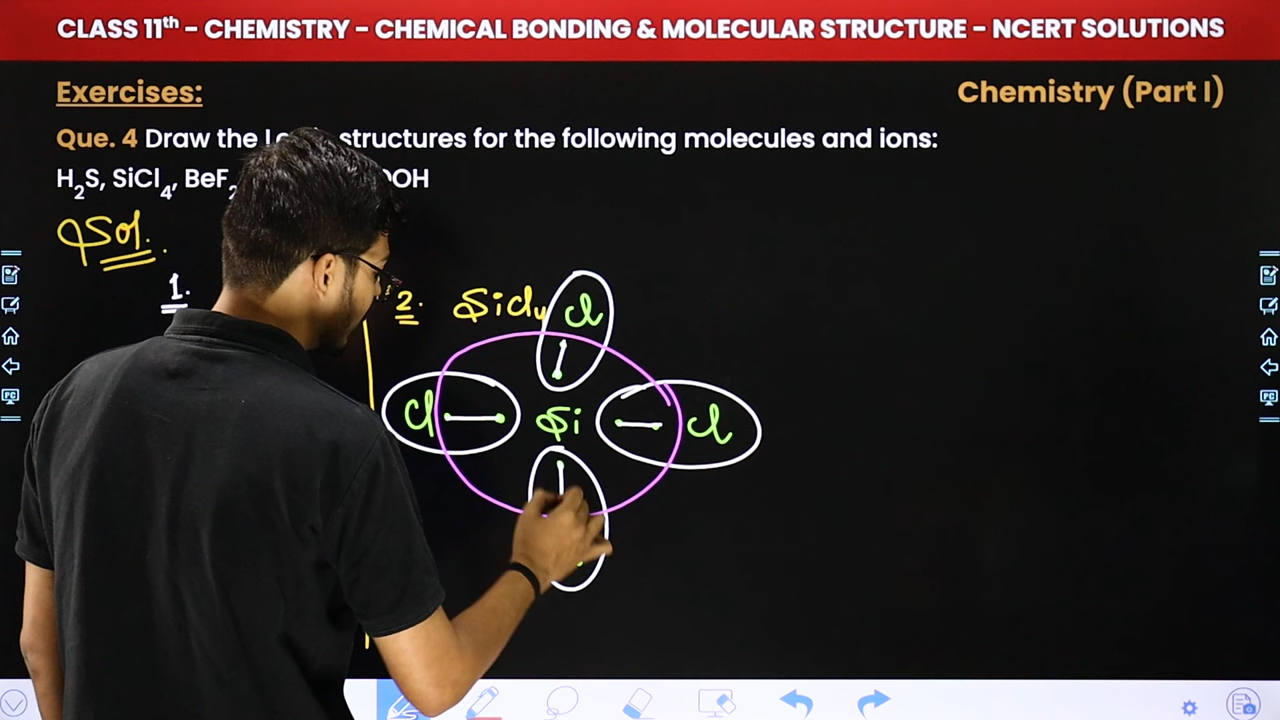 CLASS 11th – CHEMISTRY – CHEMICAL BONDING & MOLECULAR STRUCTURE – NCERT SOLUTIONS
Exercises:
Chemistry (Part I)
Que. 4 Draw the structures for the following molecules and ions:
H2S, SiCl4, BeF2 OOH
Sol.
1.
2. SiCl4
Cl
Cl Si Cl